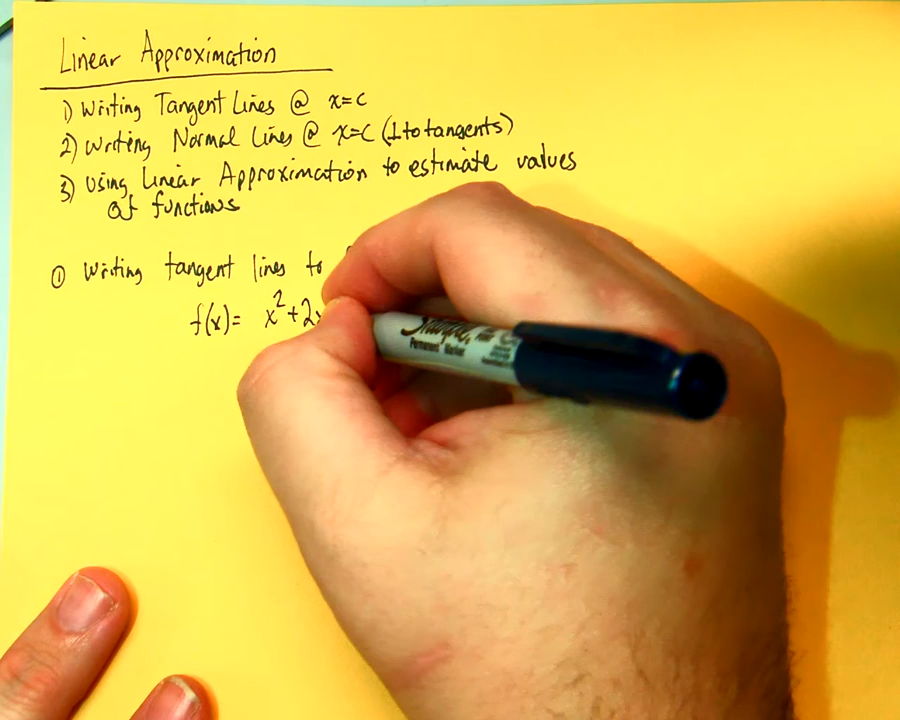 Linear Approximation
1) Writing Tangent Lines @ x=c
2) Writing Normal Lines @ x=c (⊥ to tangents)
3) Using Linear Approximation to estimate values
of functions
① Writing tangent lines to
f(x)= x²+2x
Sharpie
Permanent Marker